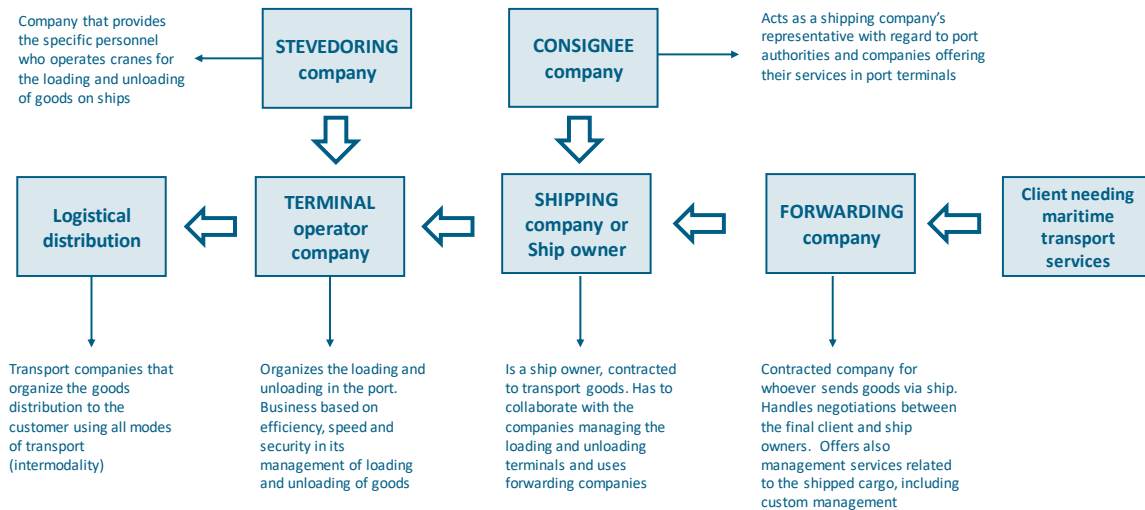 Company that provides
the specific personnel
who operates cranes for
the loading and unloading
of goods on ships
STEVEDORING
company
CONSIGNEE
company
Acts as a shipping company's
representative with regard to port
authorities and companies offering
their services in port terminals
Logistical
distribution
TERMINAL
operator
company
SHIPPING
company or
Ship owner
FORWARDING
company
Client needing
maritime
transport
services
Transport companies that
organize the goods
distribution to the
customer using all modes
of transport
(intermodality)
Organizes the loading and
unloading in the port.
Business based on
efficiency, speed and
security in its
management of loading
and unloading of goods
Is a ship owner, contracted
to transport goods. Has to
collaborate with the
companies managing the
loading and unloading
terminals and uses
forwarding companies
Contracted company for
whoever sends goods via ship.
Handles negotiations between
the final client and ship
owners.  Offers also
management services related
to the shipped cargo, including
custom management